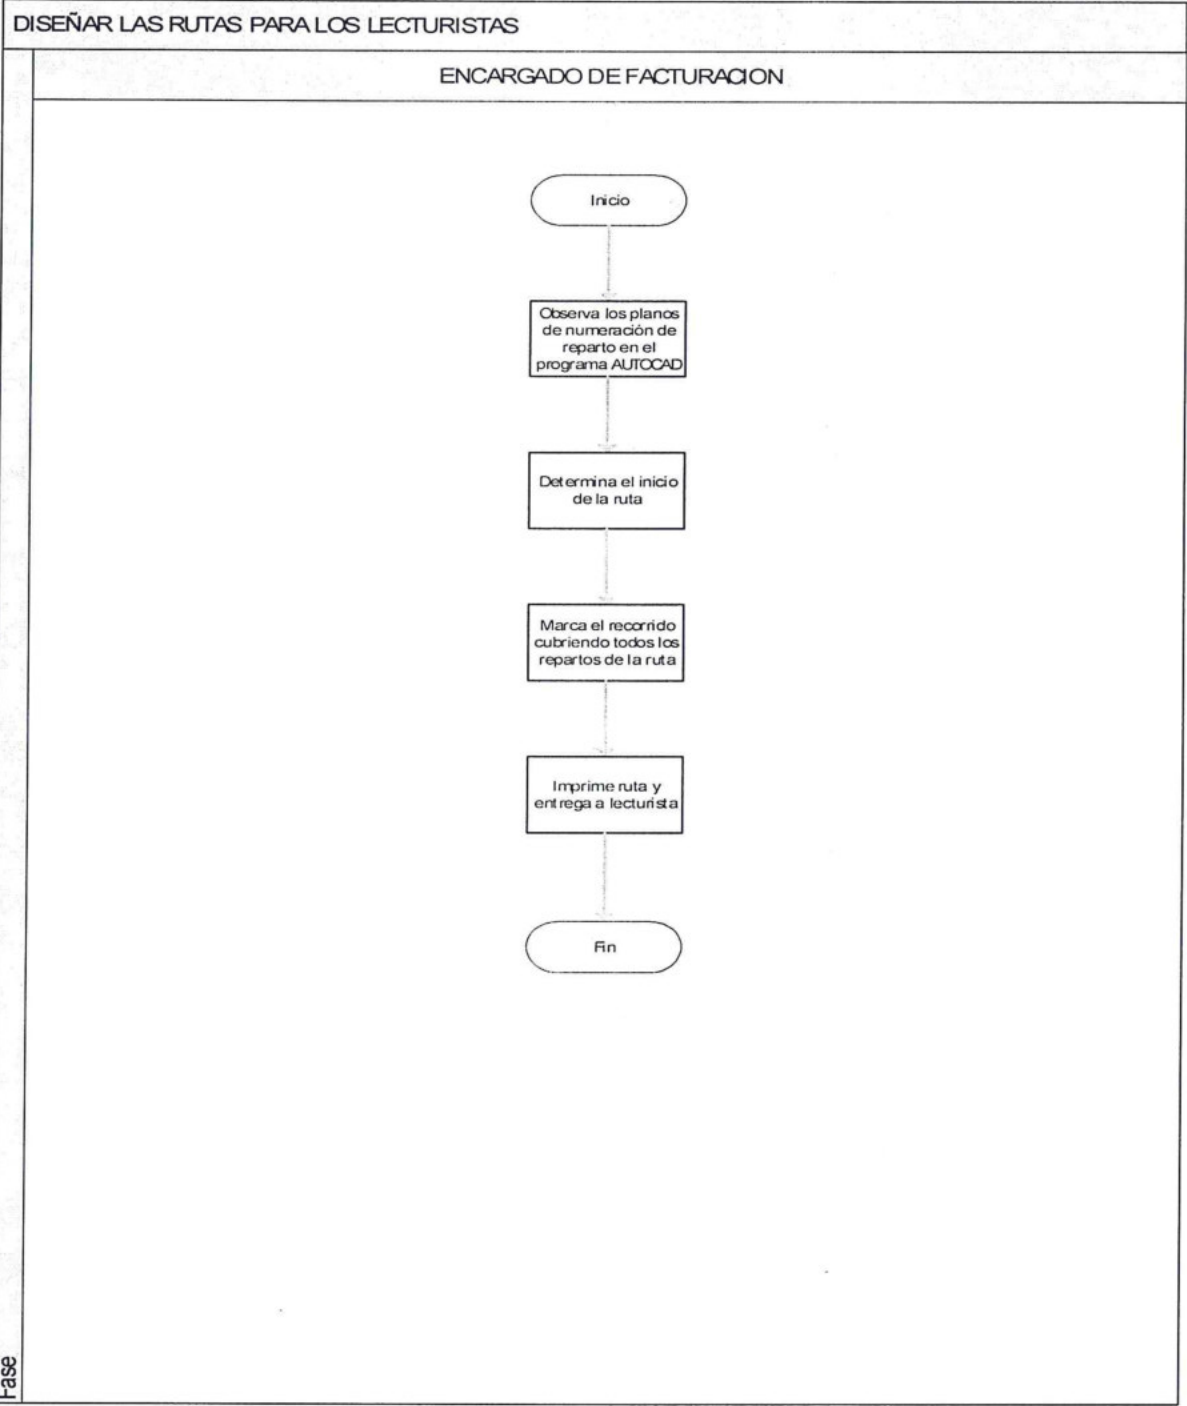 DISEÑAR LAS RUTAS PARA LOS LECTURISTAS
ENCARGADO DE FACTURACION
Inicio
Observa los planos
de numeración de
reparto en el
programa AUTOCAD
Determina el inicio
de la ruta
Marca el recorrido
cubriendo todos los
repartos de la ruta
Imprime ruta y
entrega a lecturista
Fin
Fase